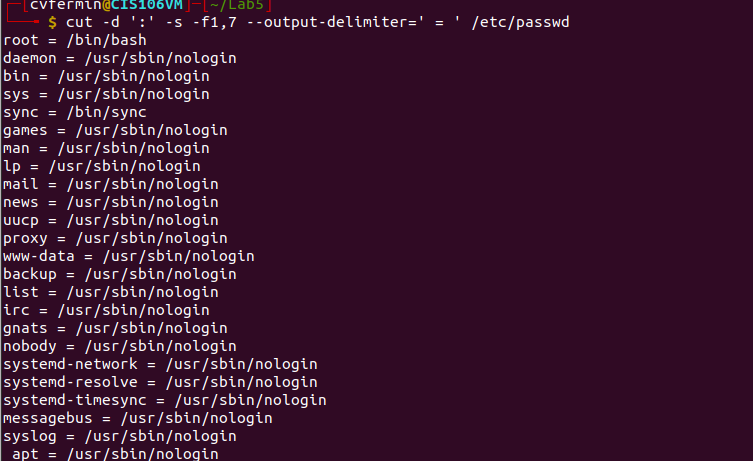 [cvfermin@CIS106VM]-[~/Lab5]
$ cut -d ':' -s -f1,7 --output-delimiter=' = ' /etc/passwd
root = /bin/bash
daemon = /usr/sbin/nologin
bin = /usr/sbin/nologin
sys = /usr/sbin/nologin
sync = /bin/sync
games = /usr/sbin/nologin
man = /usr/sbin/nologin
lp = /usr/sbin/nologin
mail = /usr/sbin/nologin
news = /usr/sbin/nologin
uucp = /usr/sbin/nologin
proxy = /usr/sbin/nologin
www-data = /usr/sbin/nologin
backup = /usr/sbin/nologin
list = /usr/sbin/nologin
irc = /usr/sbin/nologin
gnats = /usr/sbin/nologin
nobody = /usr/sbin/nologin
systemd-network = /usr/sbin/nologin
systemd-resolve = /usr/sbin/nologin
systemd-timesync = /usr/sbin/nologin
messagebus = /usr/sbin/nologin
syslog = /usr/sbin/nologin
_apt = /usr/sbin/nologin